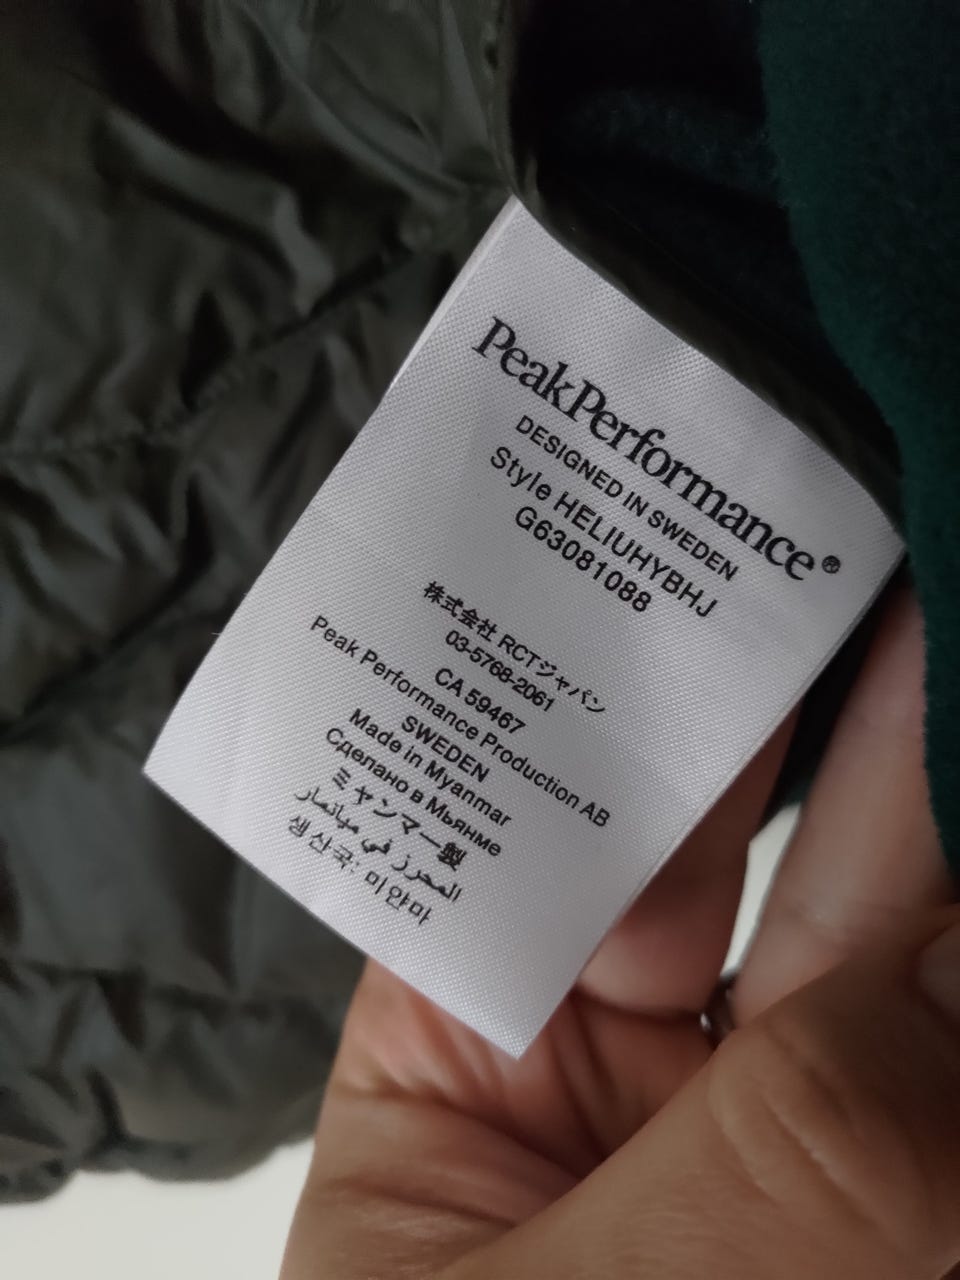 PeakPerformance®
DESIGNED IN SWEDEN
Style HELIUHYBHJ
G63081088
株式会社 RCTジャパン
03-5768-2061
CA 59467
Peak Performance Production AB
SWEDEN
Made in Myanmar
Сделано в Мьянме
ミャンマー製
المحرز في ميانمار
생산국: 미얀마